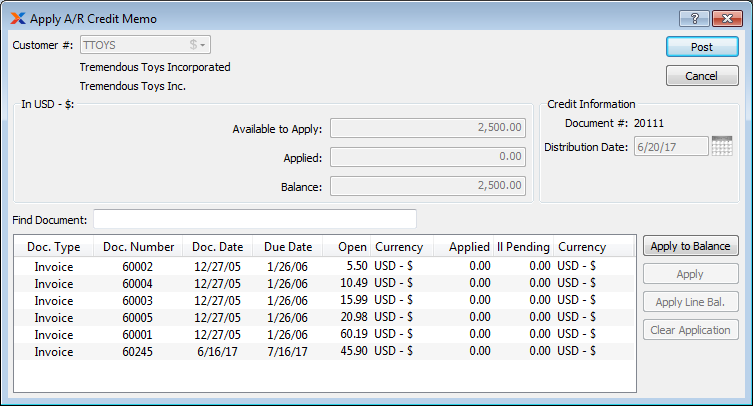 Apply A/R Credit Memo
Customer #: TTOYS $
Post
Tremendous Toys Incorporated
Cancel
Tremendous Toys Inc.
In USD - $:
Credit Information
Available to Apply: 2,500.00
Document #: 20111
Applied: 0.00
Distribution Date: 6/20/17
Balance: 2,500.00
Find Document:
Doc. Type Doc. Number Doc. Date Due Date Open Currency Applied ll Pending Currency
Apply to Balance
Invoice 60002 12/27/05 1/26/06 5.50 USD - $ 0.00 0.00 USD - $
Invoice 60004 12/27/05 1/26/06 10.49 USD - $ 0.00 0.00 USD - $
Apply
Invoice 60003 12/27/05 1/26/06 15.99 USD - $ 0.00 0.00 USD - $
Apply Line Bal.
Invoice 60005 12/27/05 1/26/06 20.98 USD - $ 0.00 0.00 USD - $
Invoice 60001 12/27/05 1/26/06 60.19 USD - $ 0.00 0.00 USD - $
Clear Application
Invoice 60245 6/16/17 7/16/17 45.90 USD - $ 0.00 0.00 USD - $